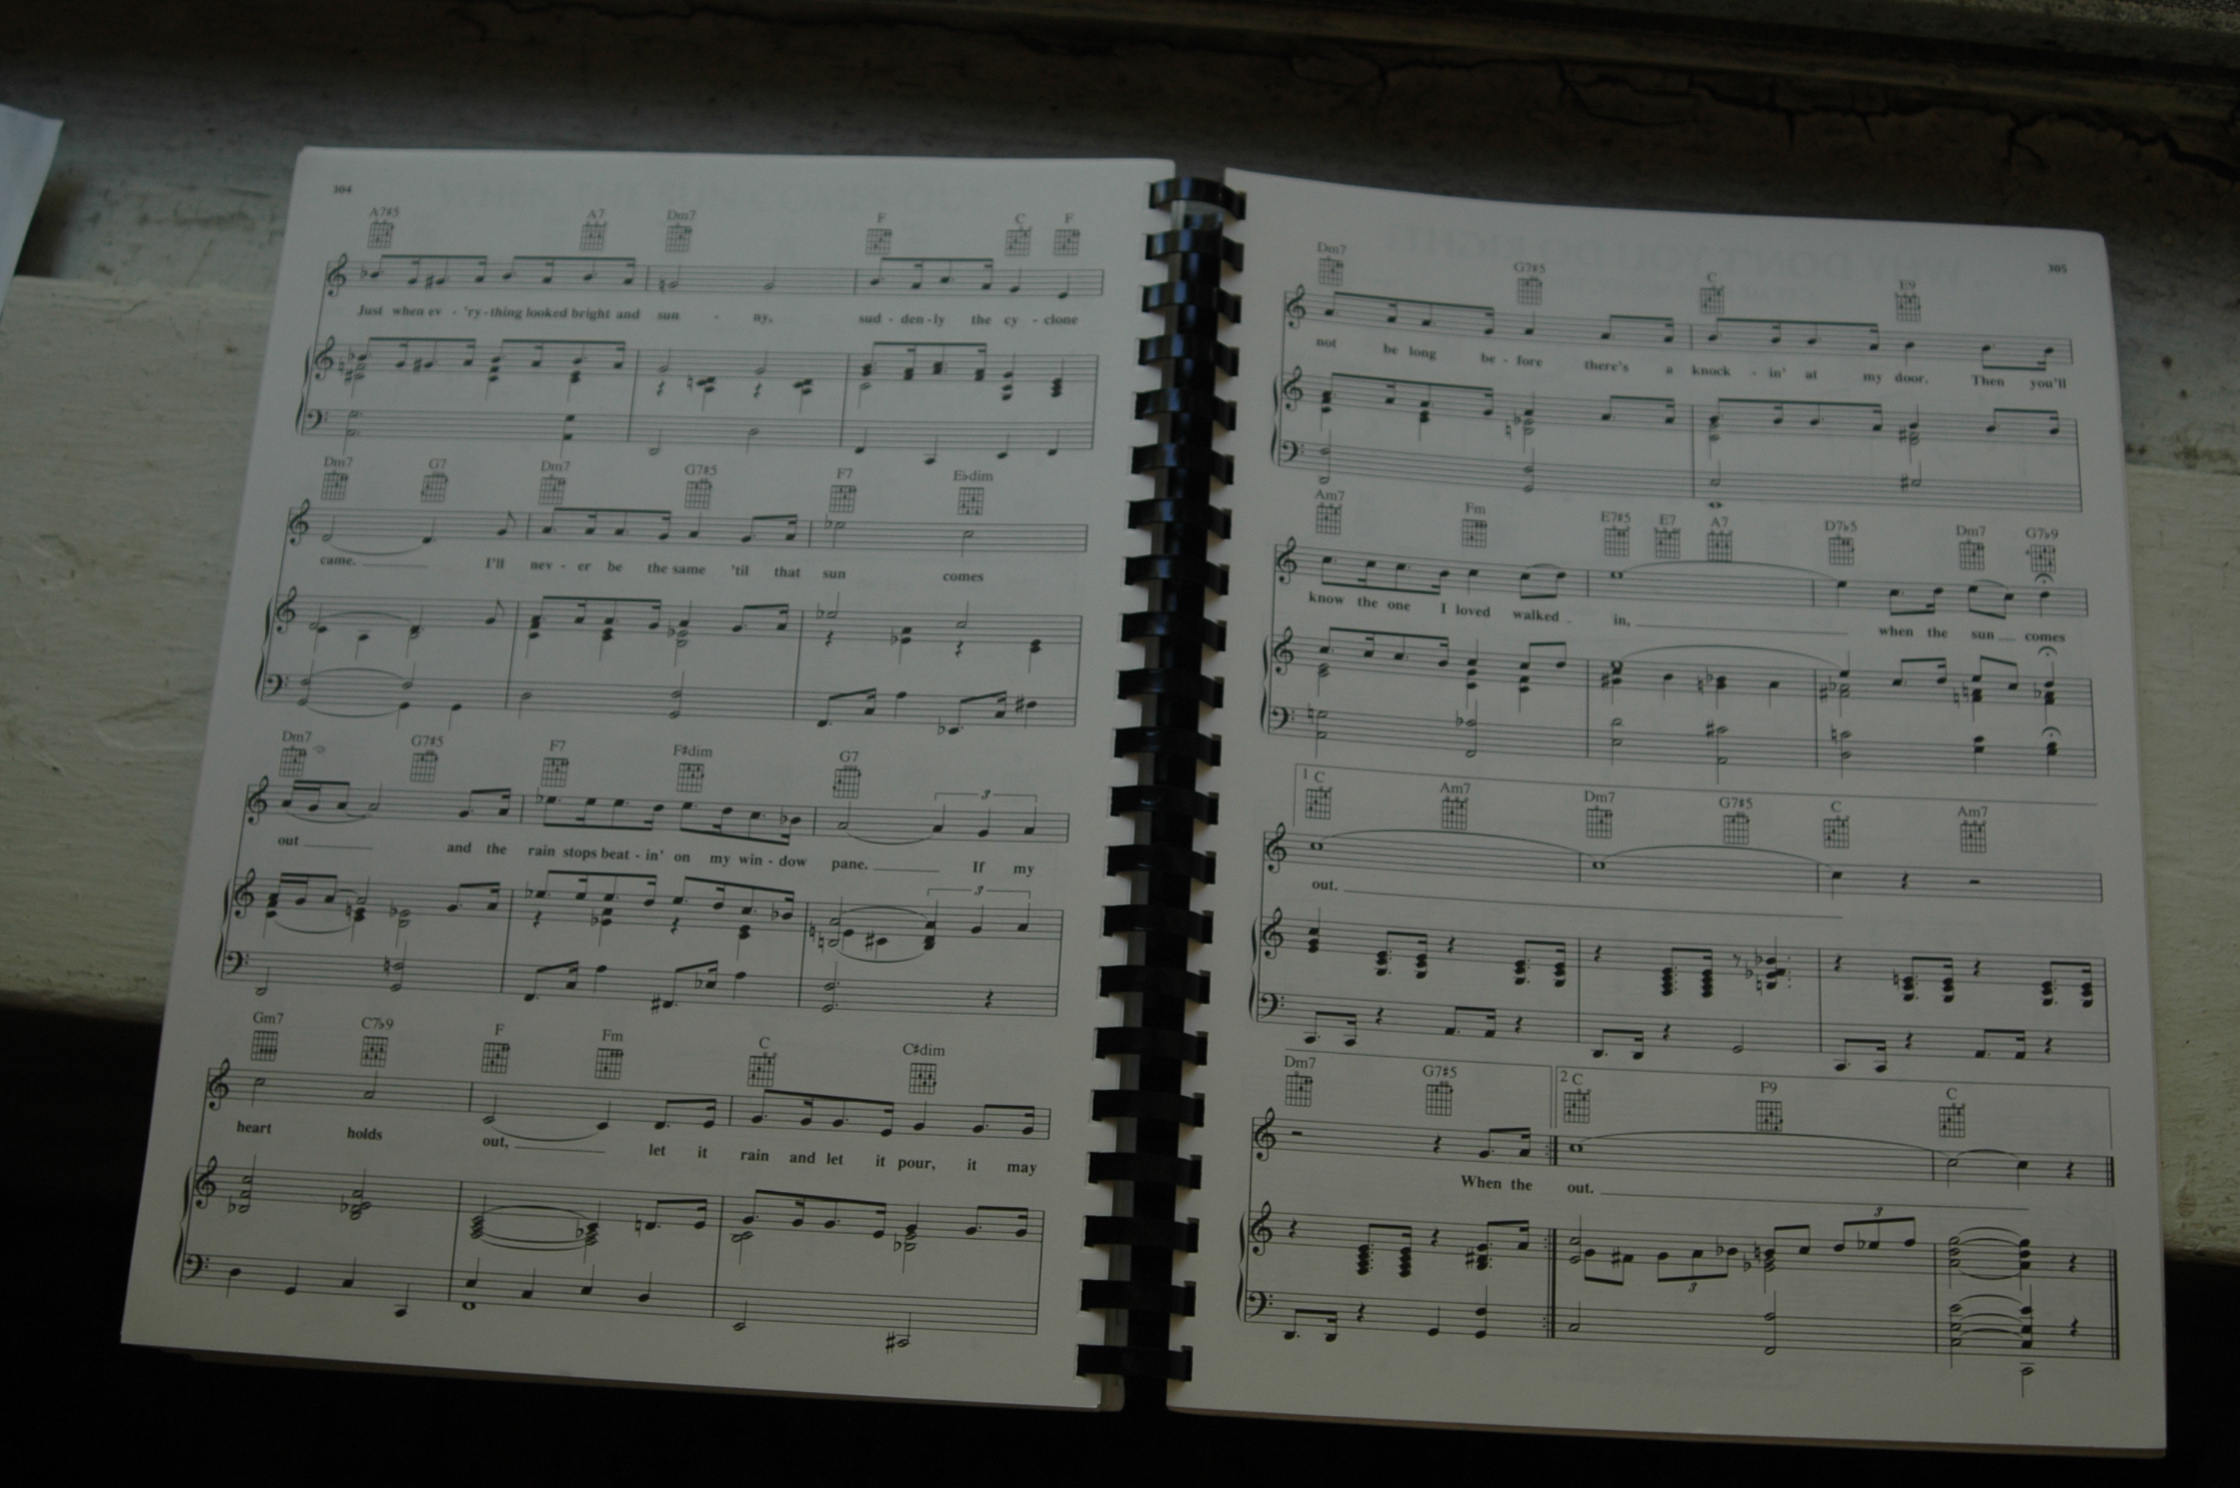 304
A7♯5 A7 Dm7 F C F
Just when ev - 'ry - thing looked bright and sun - ny, sud - den - ly the cy - clone
Dm7 G7 Dm7 G7♯5 F7 E♭dim
came. I'll nev - er be the same 'til that sun comes
Dm7 G7♯5 F7 F♯dim G7
3
out and the rain stops beat - in' on my win - dow pane. If my
3
Gm7 C7♭9 F Fm C C♯dim
heart holds out, let it rain and let it pour, it may
305
Dm7 G7♯5 C E9
not be long be - fore there's a knock - in' at my door. Then you'll
Am7 Fm E7♯5 E7 A7 D7♭5 Dm7 G7♭9
know the one I loved walked in, when the sun comes
1 C Am7 Dm7 G7♯5 C Am7
out.
Dm7 G7♯5 2 C F9 C
When the out.
3 3